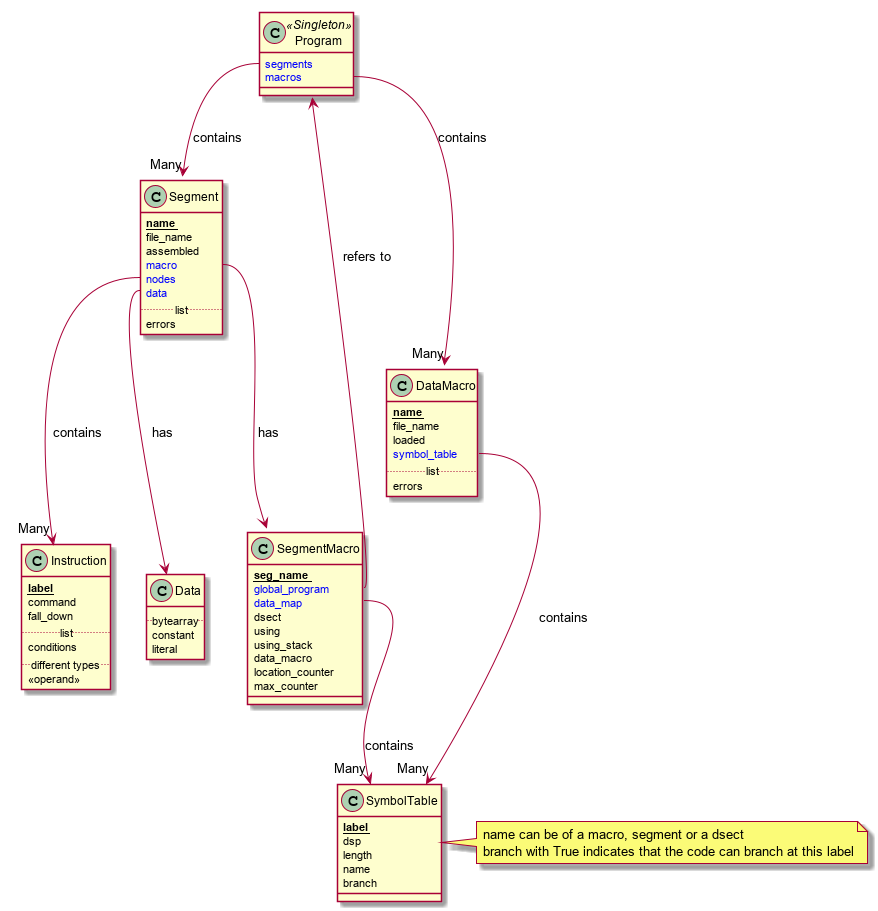 C
«Singleton»
Program
segments
macros
contains
contains
Many
C
Segment
name
file_name
assembled
macro
nodes
data
list
errors
refers to
Many
C
DataMacro
name
file_name
loaded
symbol_table
list
errors
contains
has
has
Many
C
Instruction
label
command
fall_down
list
conditions
different types
«operand»
C
Data
bytearray
constant
literal
C
SegmentMacro
seg_name
global_program
data_map
dsect
using
using_stack
data_macro
location_counter
max_counter
contains
contains
Many
Many
C
SymbolTable
label
dsp
length
name
branch
name can be of a macro, segment or a dsect
branch with True indicates that the code can branch at this label